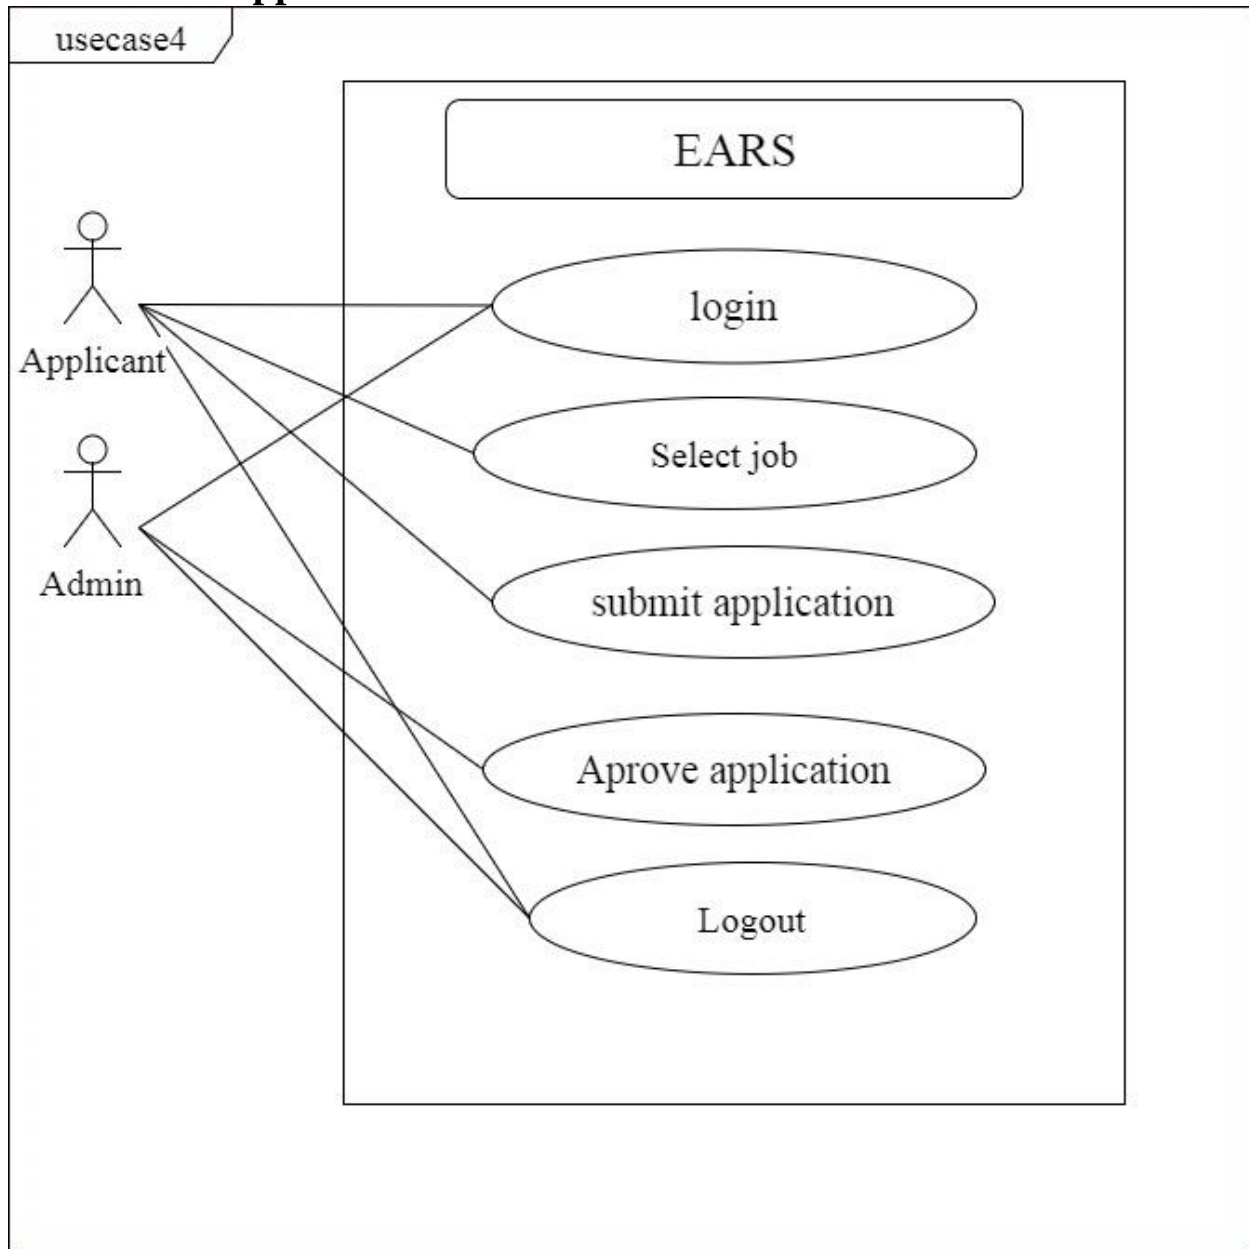 usecase4
EARS
login
Applicant
Select job
Admin
submit application
Aprove application
Logout